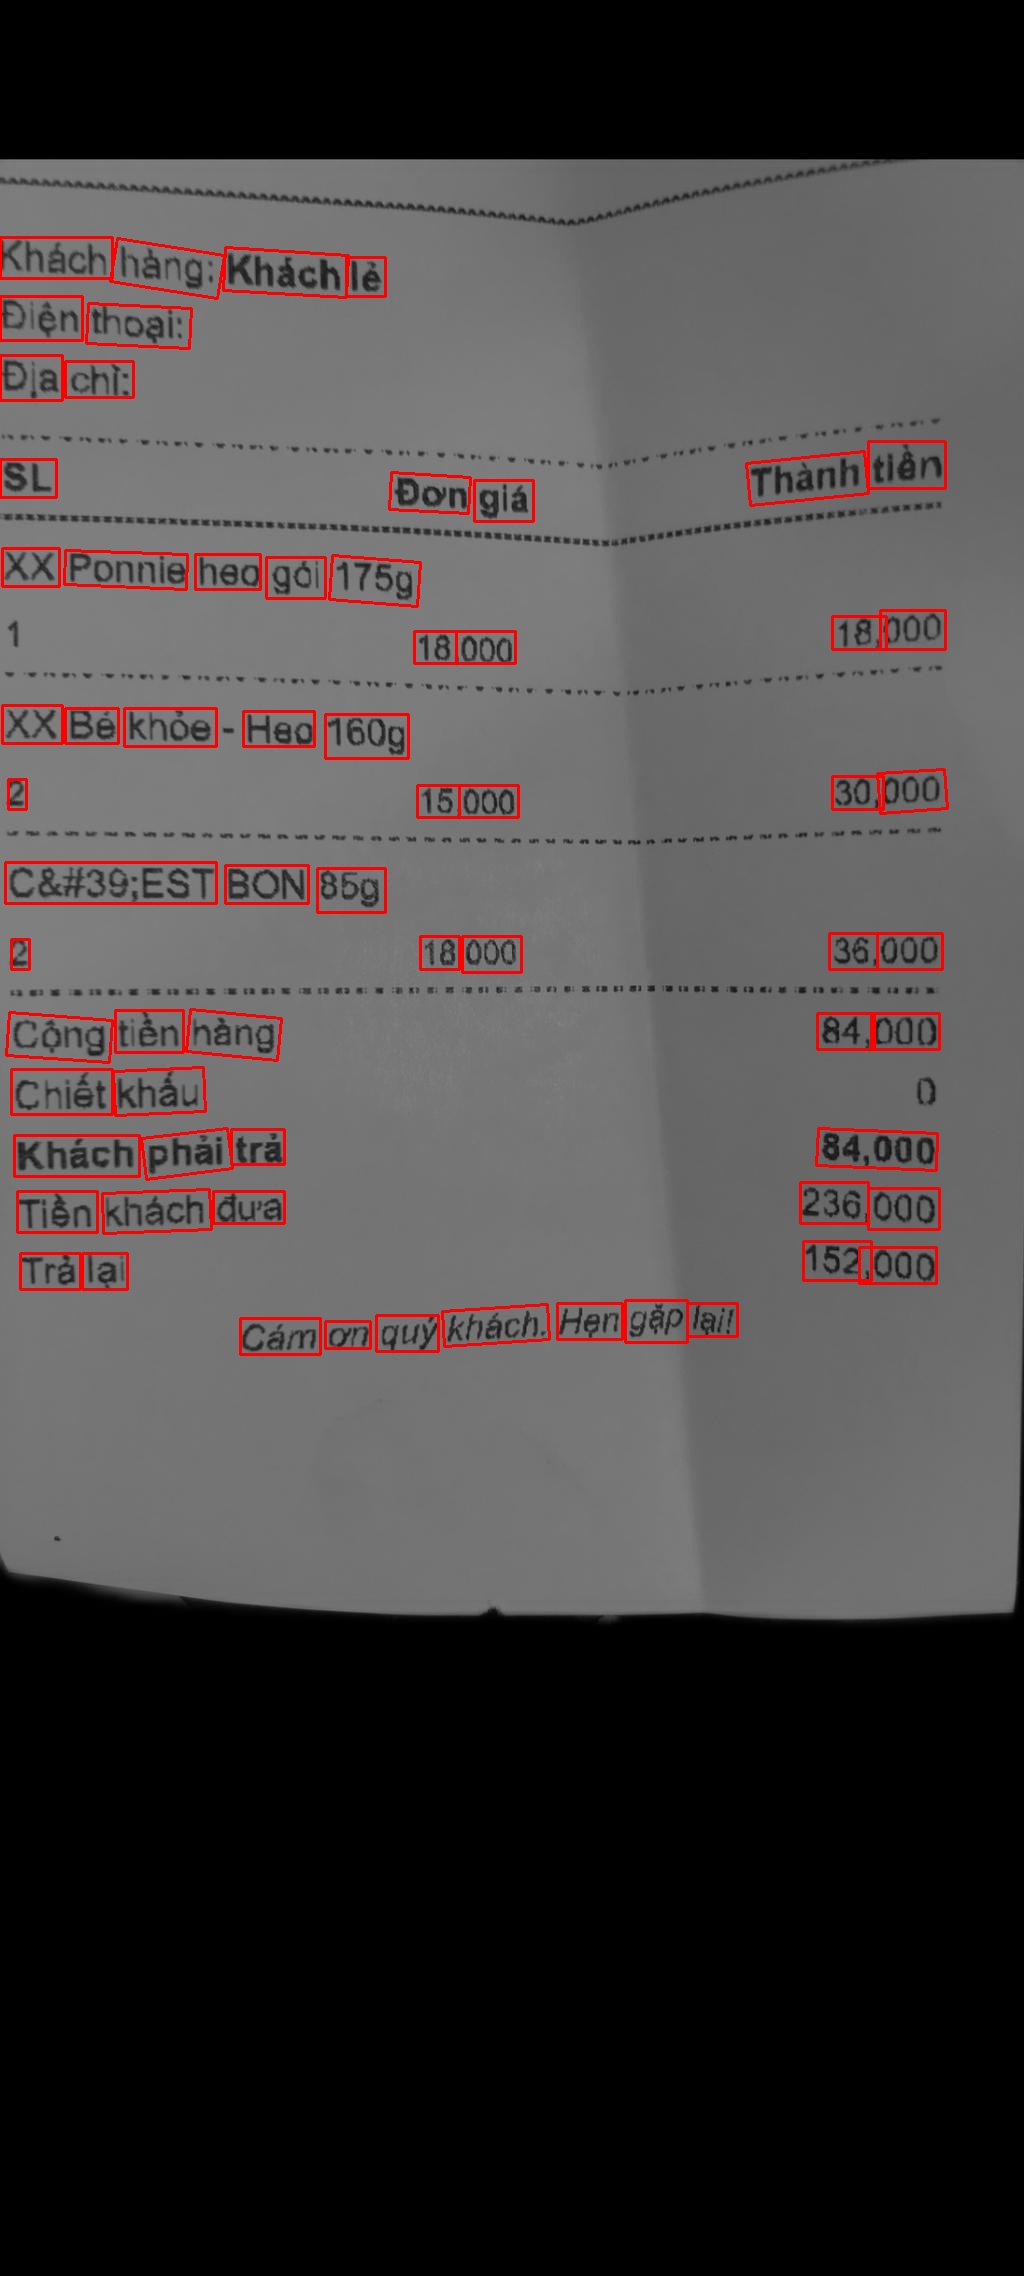 Khách hàng: Khách lẻ
Điện thoại:
Địa chỉ:
SL Đơn giá Thành tiền
XX Ponnie heo gói 175g
1 18,000 18,000
XX Bé khỏe - Heo 160g
2 15,000 30,000
C&#39;EST BON 85g
2 18,000 36,000
Cộng tiền hàng 84,000
Chiết khấu 0
Khách phải trả 84,000
Tiền khách đưa 236,000
Trả lại 152,000
Cám ơn quý khách. Hẹn gặp lại!